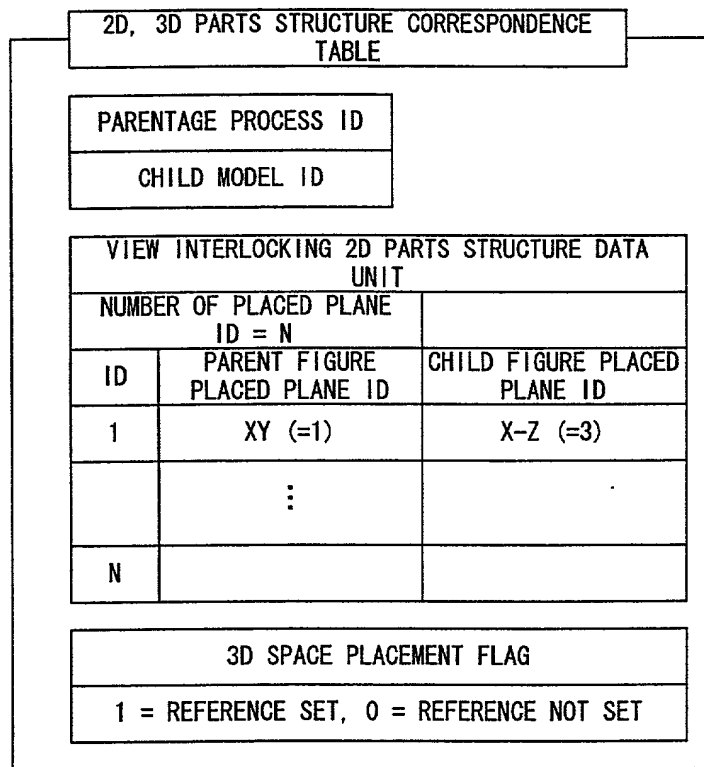 2D, 3D PARTS STRUCTURE CORRESPONDENCE
TABLE
PARENTAGE PROCESS ID
CHILD MODEL ID
VIEW INTERLOCKING 2D PARTS STRUCTURE DATA
UNIT
NUMBER OF PLACED PLANE
ID = N
ID
PARENT FIGURE
PLACED PLANE ID
CHILD FIGURE PLACED
PLANE ID
1
XY (=1)
X-Z (=3)
⋮
N
3D SPACE PLACEMENT FLAG
1 = REFERENCE SET, 0 = REFERENCE NOT SET